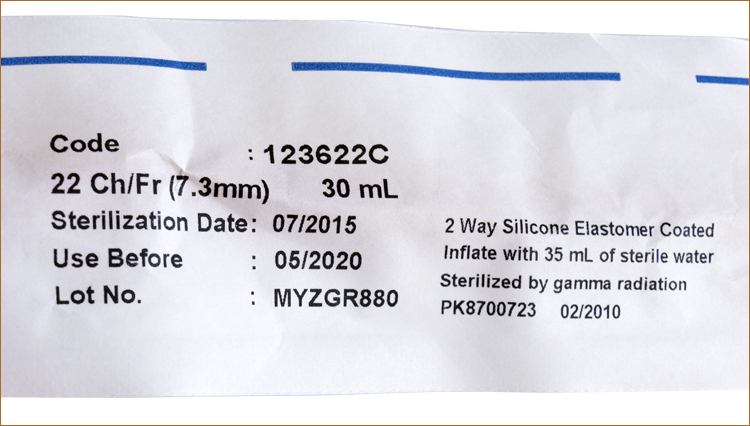 Code : 123622C
22 Ch/Fr (7.3mm) 30 mL
Sterilization Date: 07/2015
Use Before : 05/2020
Lot No. : MYZGR880
2 Way Silicone Elastomer Coated
Inflate with 35 mL of sterile water
Sterilized by gamma radiation
PK8700723 02/2010